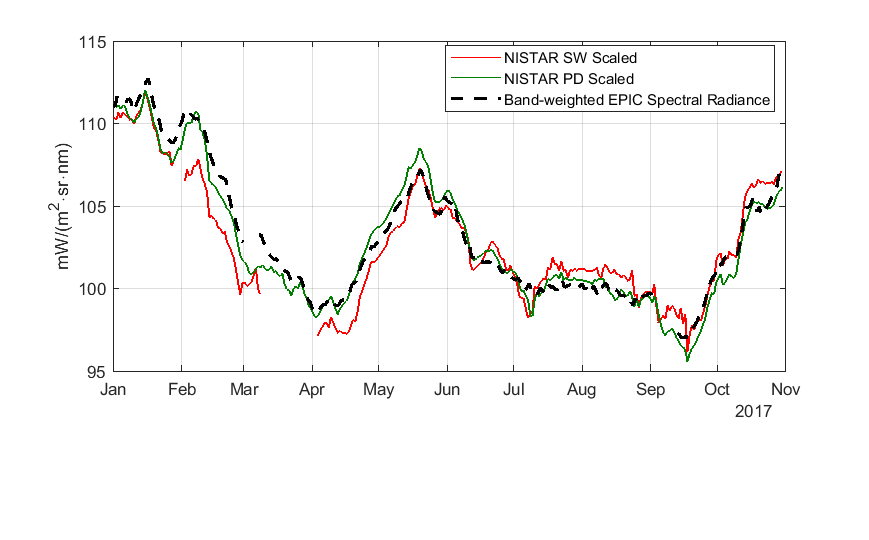 115
110
105
100
95
mW/(m²·sr·nm)
NISTAR SW Scaled
NISTAR PD Scaled
Band-weighted EPIC Spectral Radiance
Jan Feb Mar Apr May Jun Jul Aug Sep Oct Nov
2017